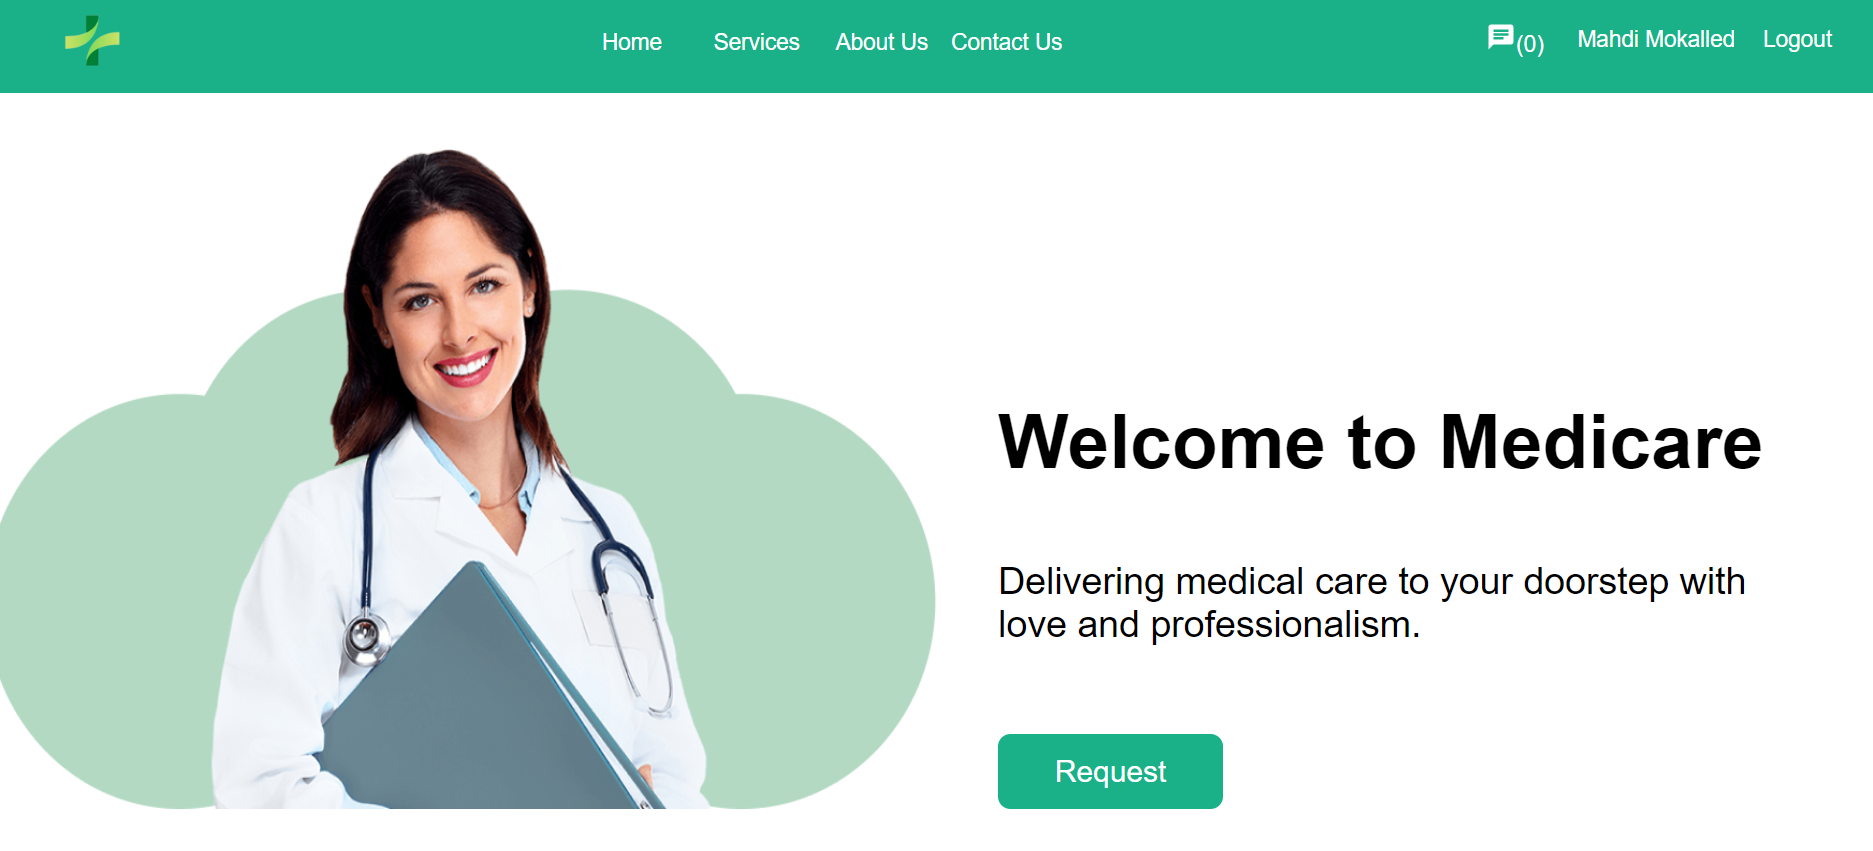 Home Services About Us Contact Us (0) Mahdi Mokalled Logout
Welcome to Medicare
Delivering medical care to your doorstep with
love and professionalism.
Request